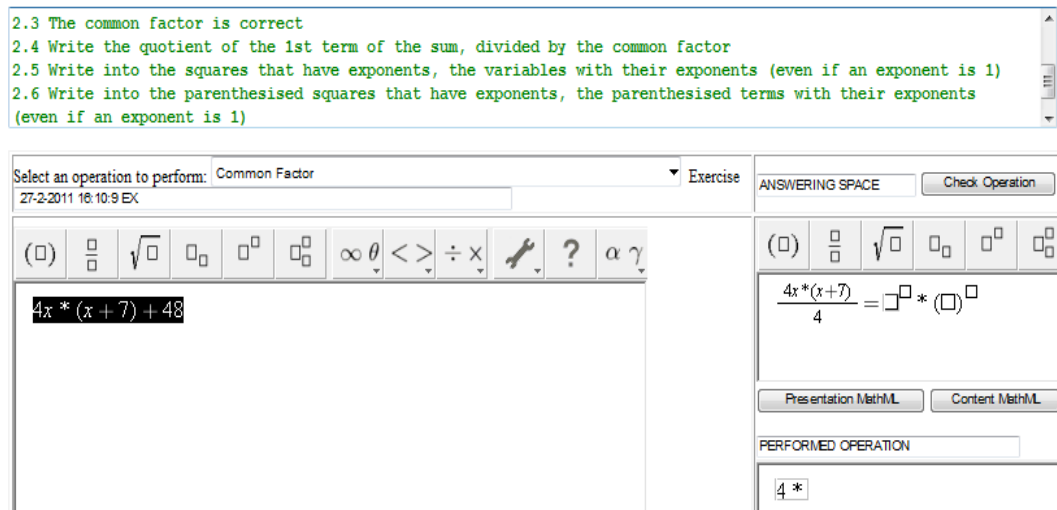 2.3 The common factor is correct
2.4 Write the quotient of the 1st term of the sum, divided by the common factor
2.5 Write into the squares that have exponents, the variables with their exponents (even if an exponent is 1)
2.6 Write into the parenthesised squares that have exponents, the parenthesised terms with their exponents
(even if an exponent is 1)
Select an operation to perform: Common Factor Exercise
27-2-2011 16:10:9 EX
ANSWERING SPACE Check Operation
(□) □/□ √□ □□ □□ □□□ ∞ θ < > ÷ × ? α γ
(□) □/□ √□ □□ □□ □□□
4x * (x + 7) + 48
4x*(x+7)/4 = □^□ * (□)^□
Presentation MathML Content MathML
PERFORMED OPERATION
4 *